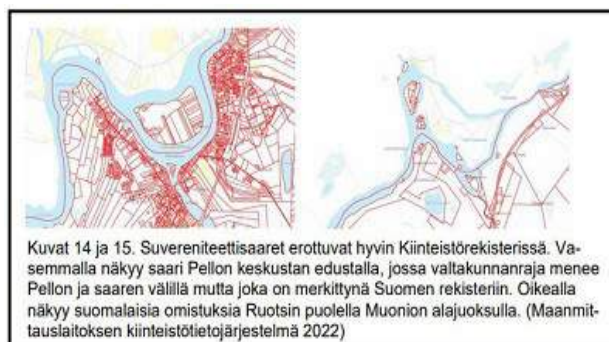 Kuvat 14 ja 15. Suvereniteettisaaret erottuvat hyvin Kiinteistörekisterissä. Va-
semmalla näkyy saari Pellon keskustan edustalla, jossa valtakunnanraja menee
Pellon ja saaren välillä mutta joka on merkittynä Suomen rekisteriin. Oikealla
näkyy suomalaisia omistuksia Ruotsin puolella Muonion alajuoksulla. (Maanmit-
tauslaitoksen kiinteistötietojärjestelmä 2022)